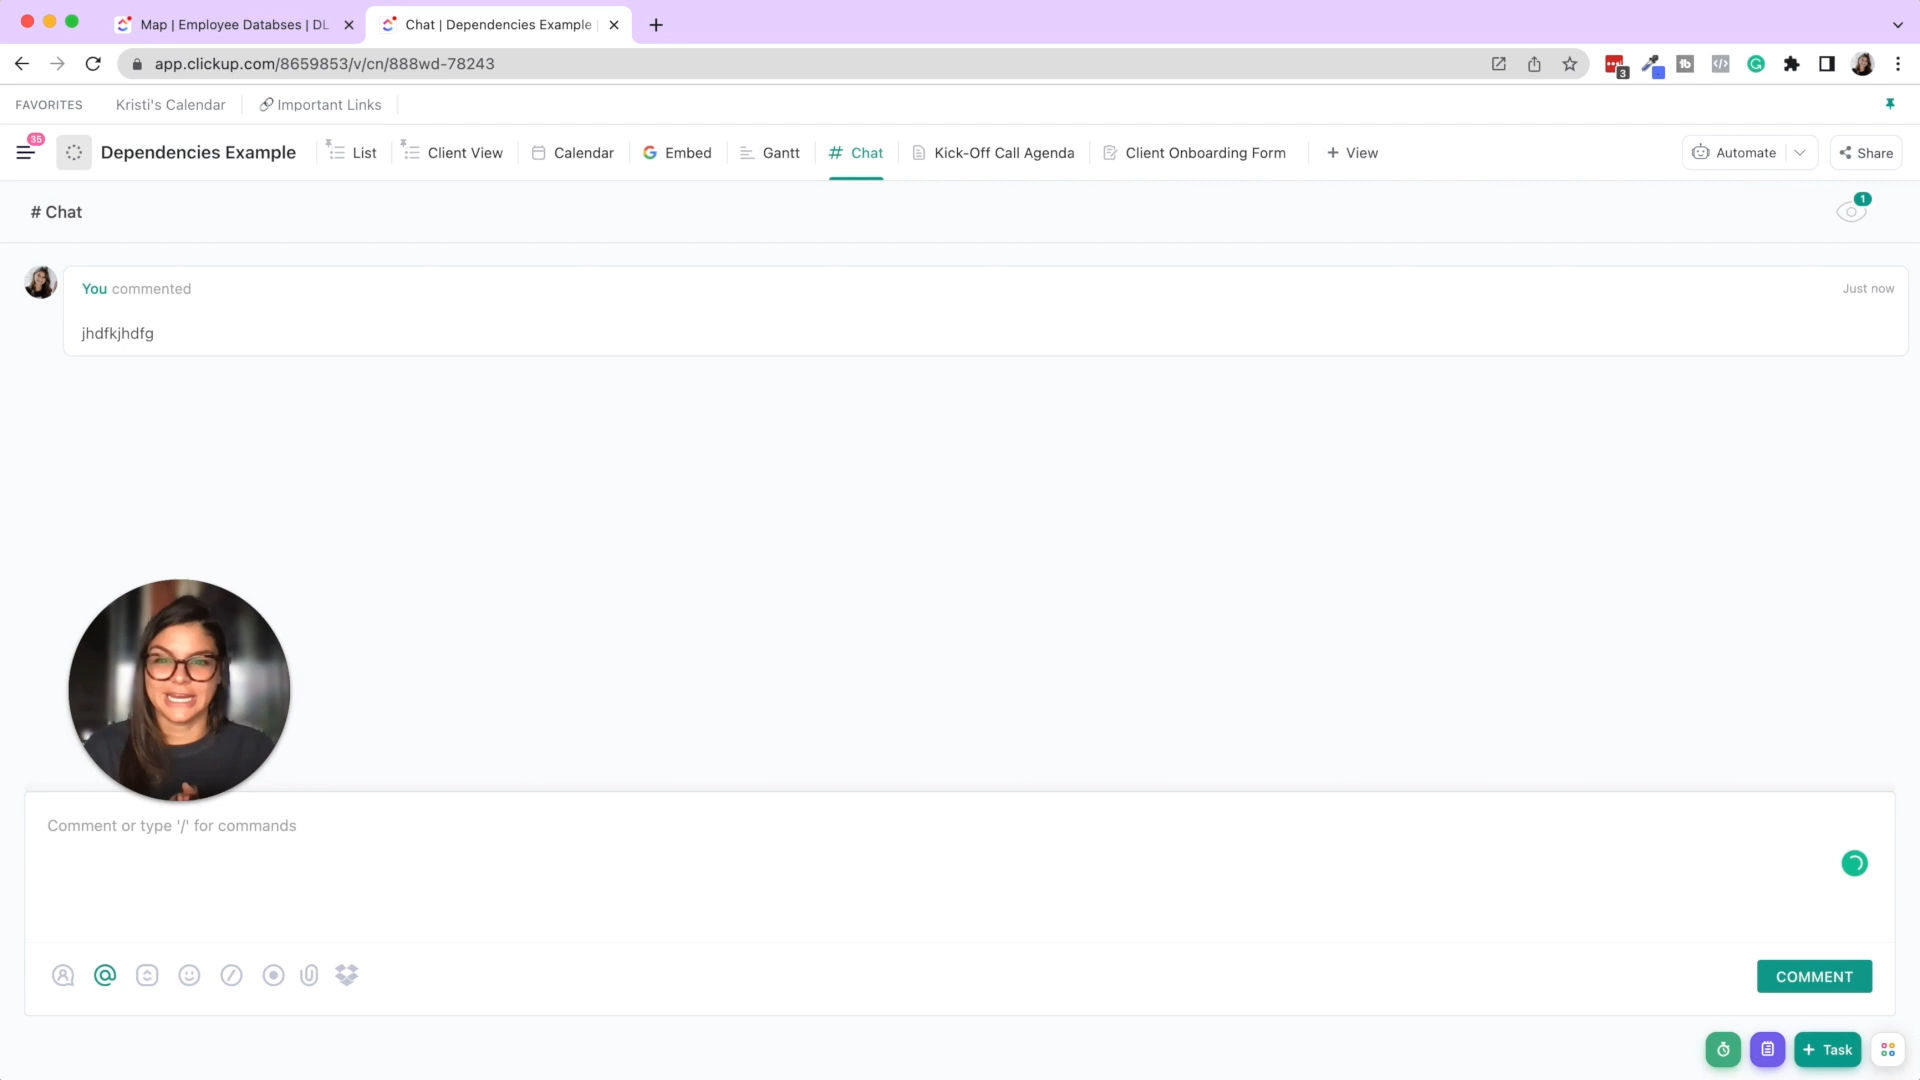 Map | Employee Databses | DL
Chat | Dependencies Example
app.clickup.com/8659853/v/cn/888wd-78243
3
FAVORITES
Kristi's Calendar
Important Links
35
Dependencies Example
List
Client View
Calendar
Embed
Gantt
# Chat
Kick-Off Call Agenda
Client Onboarding Form
+ View
Automate
Share
# Chat
1
You commented
Just now
jhdfkjhdfg
Comment or type '/' for commands
COMMENT
+ Task